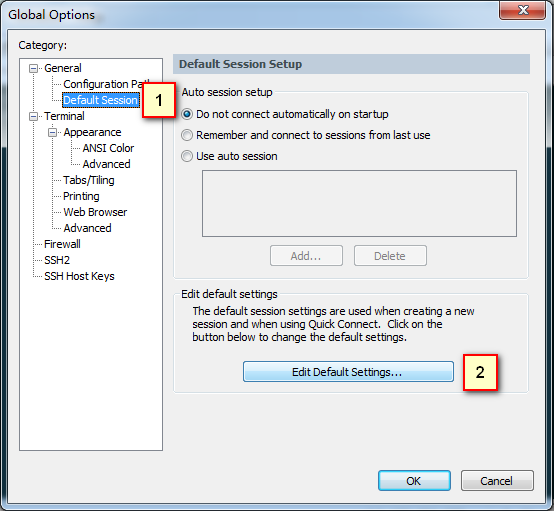 Global Options
Category:
General
Configuration Pat
Default Session
1
Terminal
Appearance
ANSI Color
Advanced
Tabs/Tiling
Printing
Web Browser
Advanced
Firewall
SSH2
SSH Host Keys
Default Session Setup
Auto session setup
Do not connect automatically on startup
Remember and connect to sessions from last use
Use auto session
Add...
Delete
Edit default settings
The default session settings are used when creating a new
session and when using Quick Connect. Click on the
button below to change the default settings.
Edit Default Settings...
2
OK
Cancel